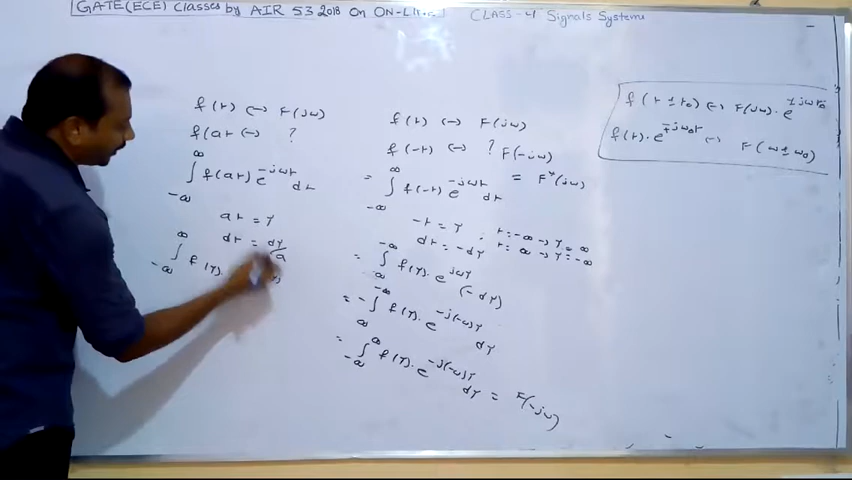 GATE(ECE) Classes by AIR 53 2018 On ON-LINE
CLASS-4 Signals Systems
f(t) ↔ F(jω)
f(at ↔ ?
∫_{-∞}^{∞} f(at) e^{-jωt} dt
at = γ
dt = dγ/a
∫_{-∞}^{∞} f(γ).
f(t) ↔ F(jω)
f(-t) ↔ ? F(-jω)
= ∫_{-∞}^{∞} f(-t) e^{-jωt} dt = F*(jω)
-t = γ ; t = -∞ → γ = ∞
dt = -dγ t = ∞ → γ = -∞
= ∫_{∞}^{-∞} f(γ). e^{jωγ} (-dγ)
= -∫_{∞}^{-∞} f(γ). e^{-j(-ω)γ} dγ
= ∫_{-∞}^{∞} f(γ). e^{-j(-ω)γ} dγ = F(-jω)
f(t ± t₀) ↔ F(jω). e^{±jωt₀}
f(t). e^{∓jω₀t} ↔ F(ω ± ω₀)